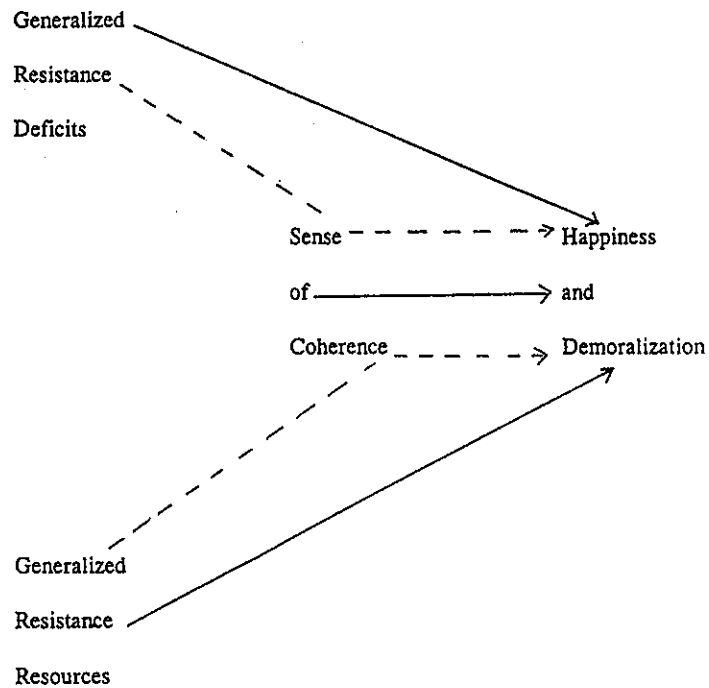 Generalized
Resistance
Deficits
Sense
of
Coherence
Happiness
and
Demoralization
Generalized
Resistance
Resources